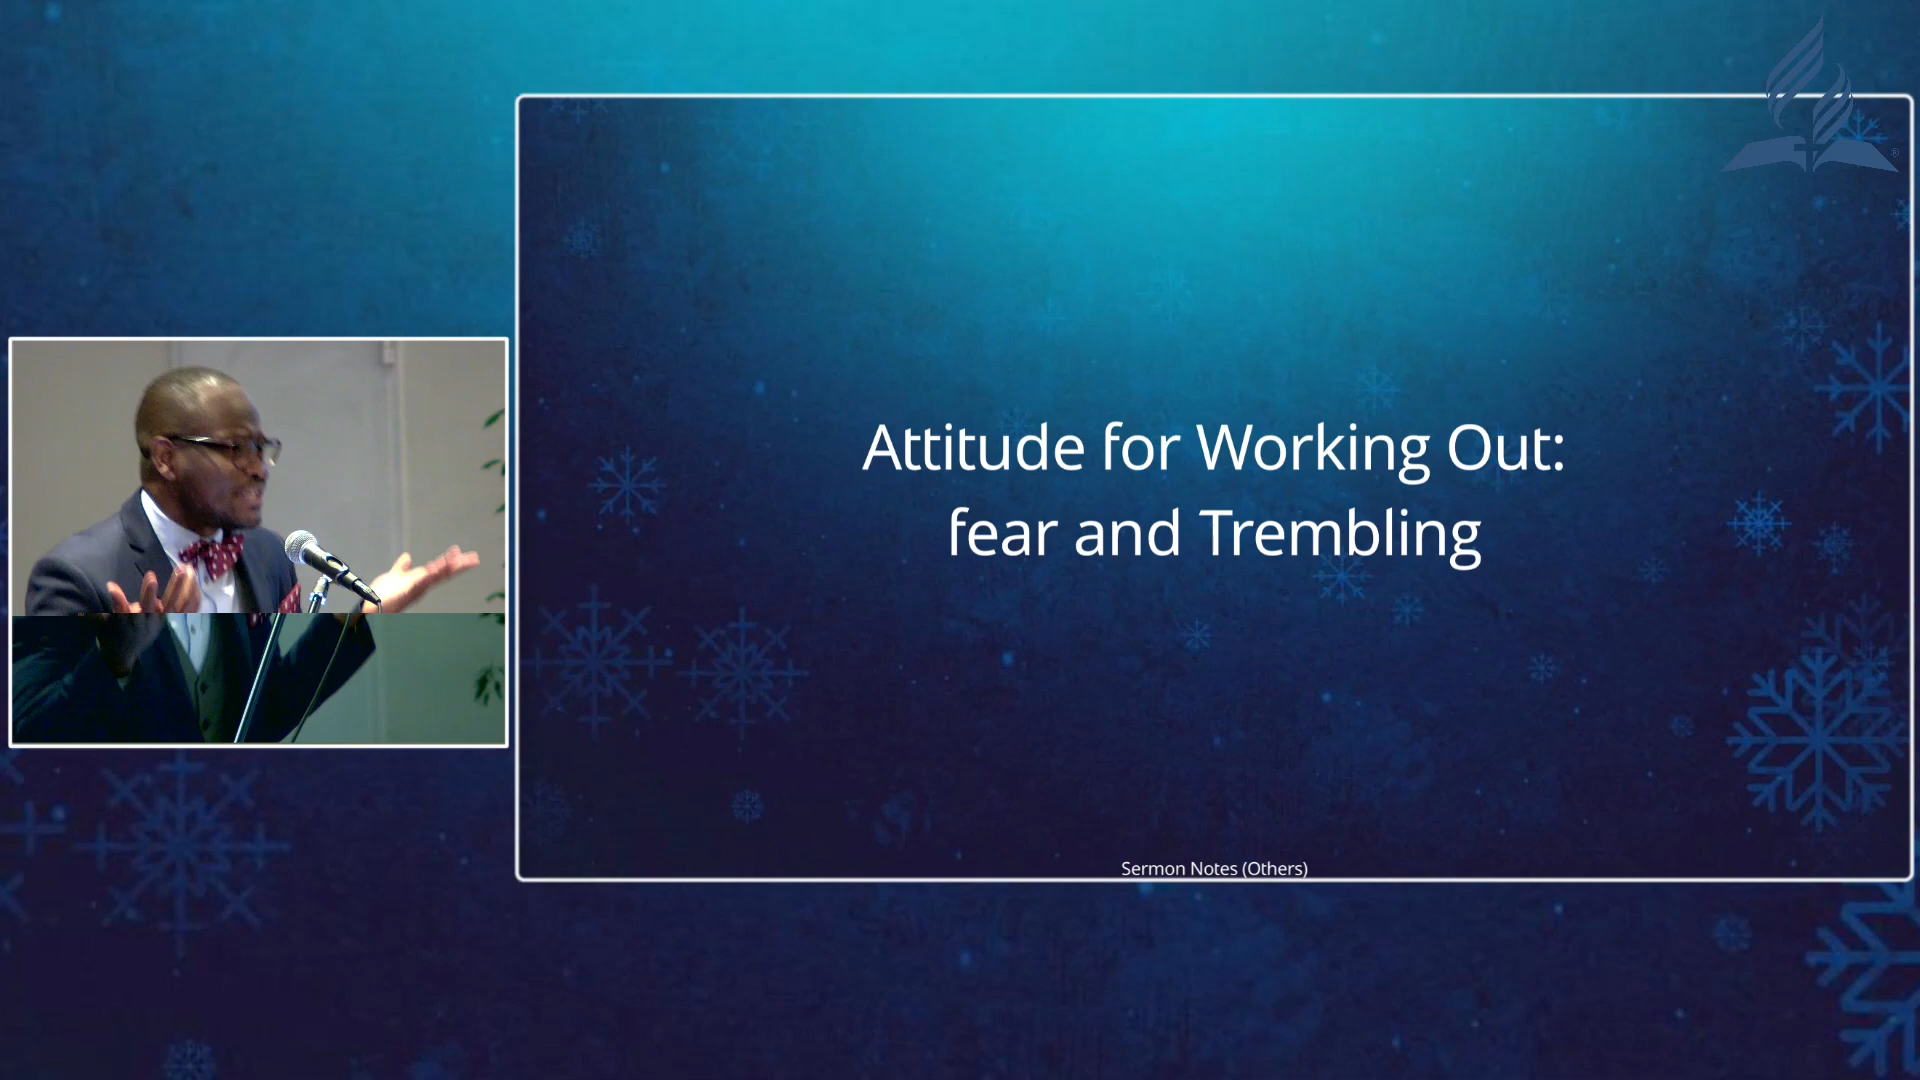 Attitude for Working Out:
fear and Trembling
Sermon Notes (Others)